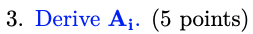 3. Derive Aᵢ. (5 points)